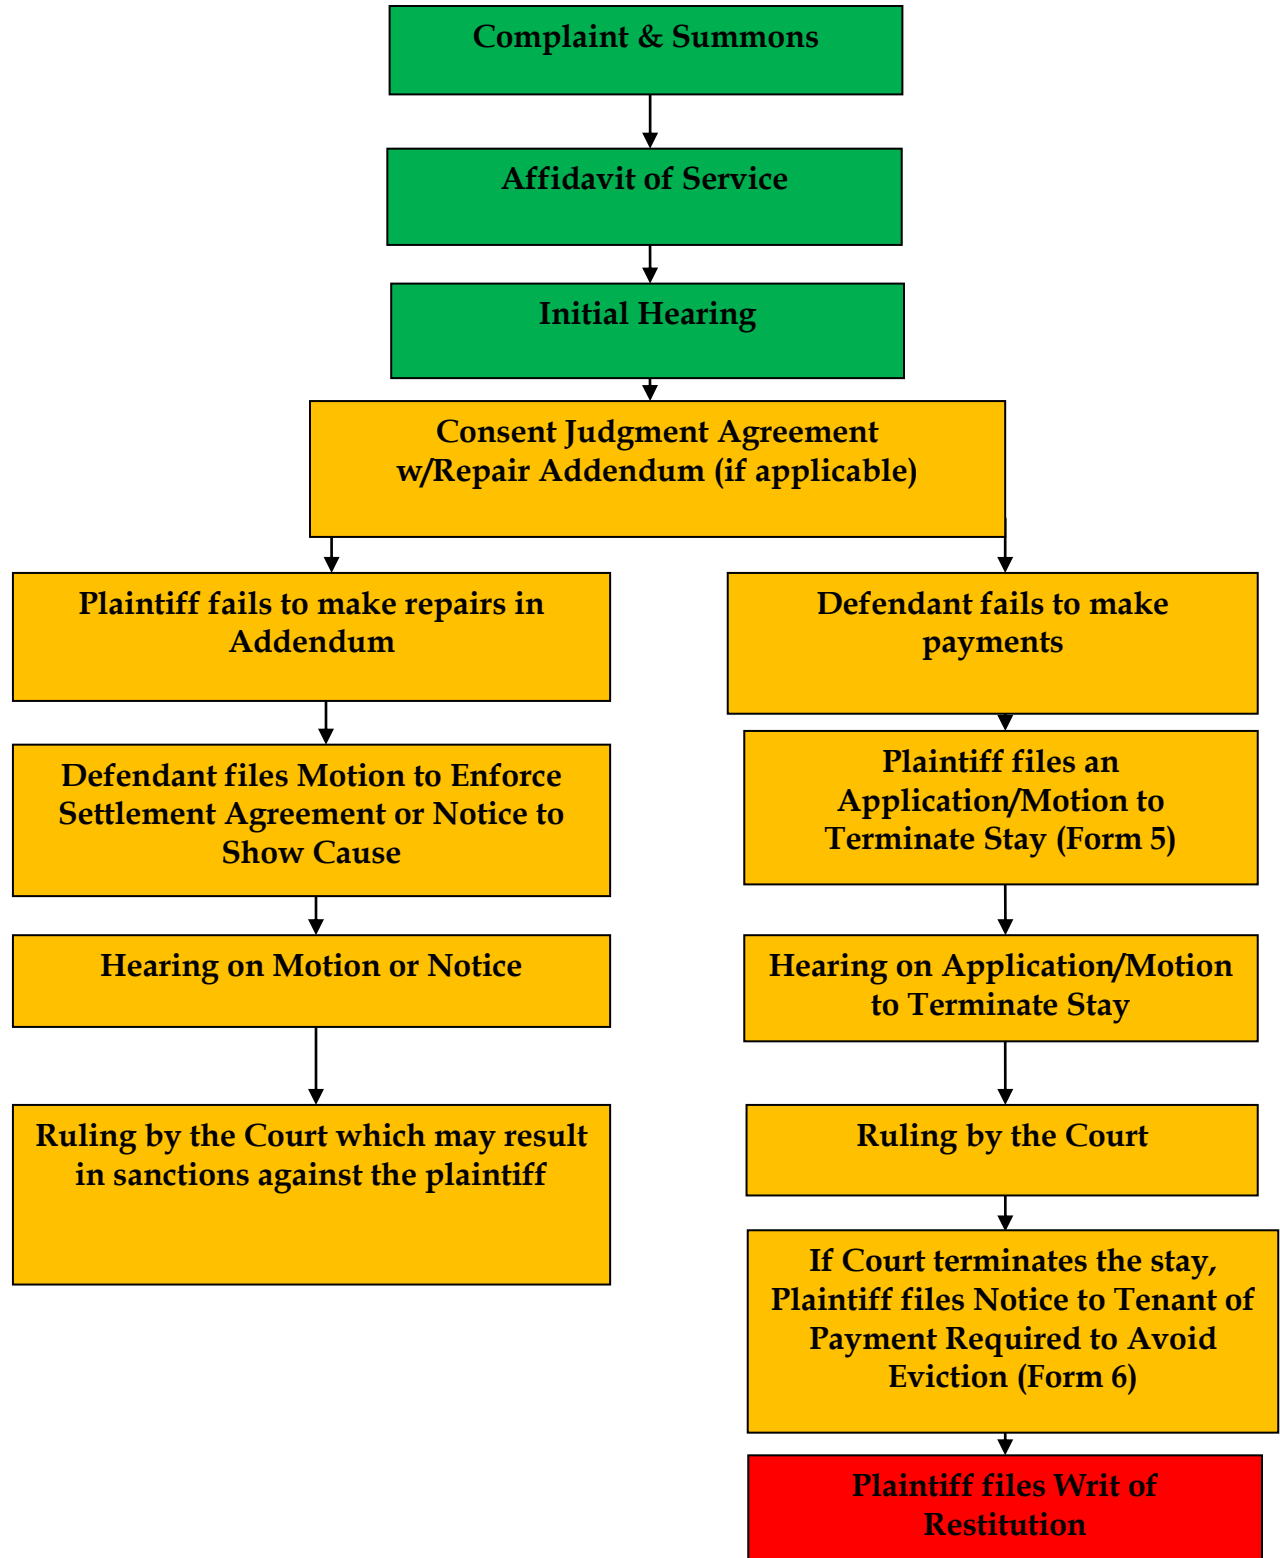 Complaint & Summons
Affidavit of Service
Initial Hearing
Consent Judgment Agreement
w/Repair Addendum (if applicable)
Plaintiff fails to make repairs in
Addendum
Defendant files Motion to Enforce
Settlement Agreement or Notice to
Show Cause
Hearing on Motion or Notice
Ruling by the Court which may result
in sanctions against the plaintiff
Defendant fails to make
payments
Plaintiff files an
Application/Motion to
Terminate Stay (Form 5)
Hearing on Application/Motion
to Terminate Stay
Ruling by the Court
If Court terminates the stay,
Plaintiff files Notice to Tenant of
Payment Required to Avoid
Eviction (Form 6)
Plaintiff files Writ of
Restitution